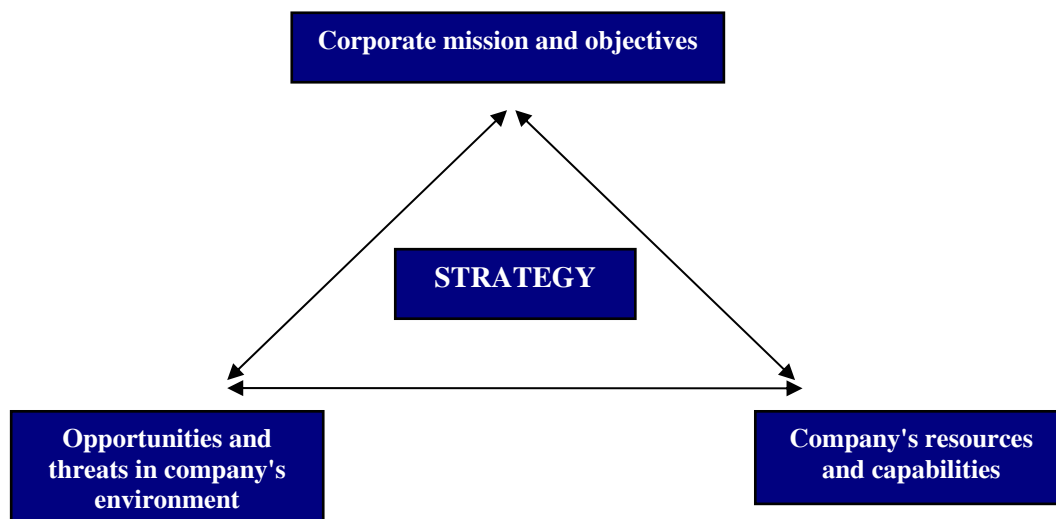 Corporate mission and objectives
STRATEGY
Opportunities and
threats in company's
environment
Company's resources
and capabilities